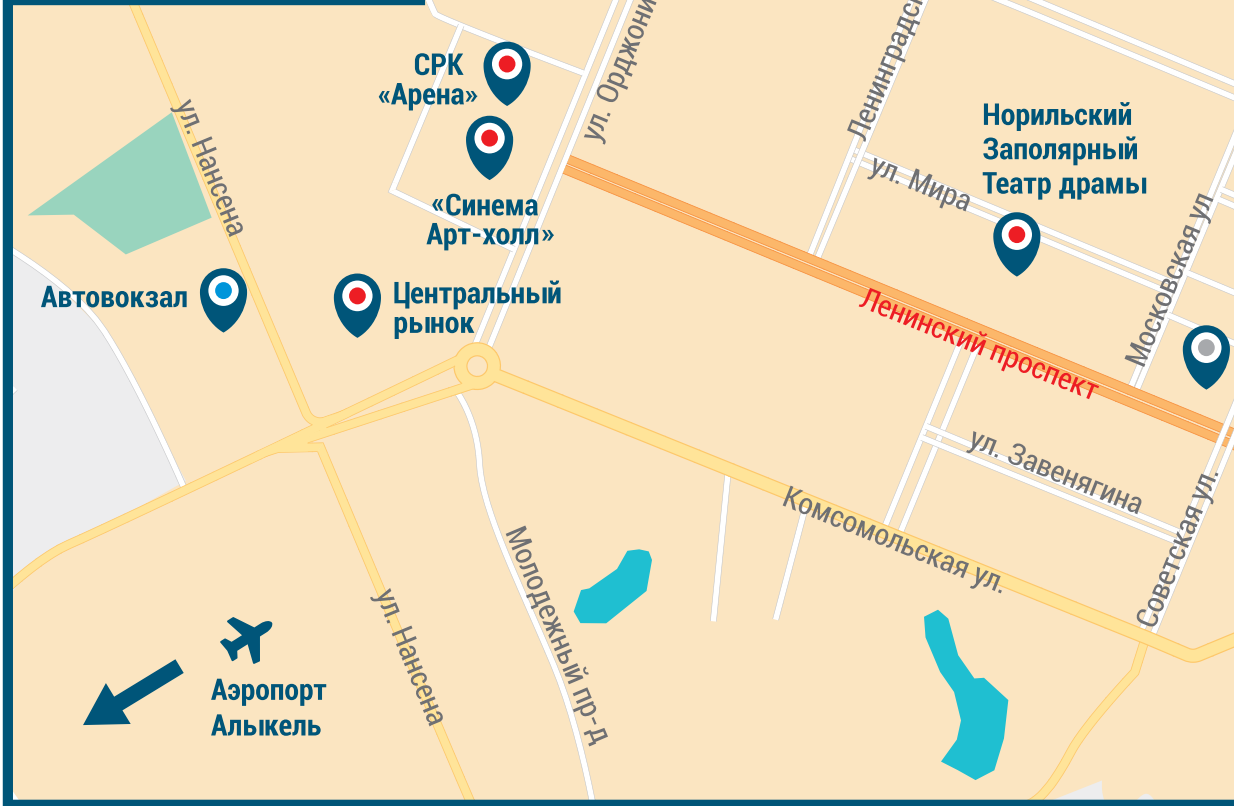 СРК
«Арена»
«Синема
Арт-холл»
Центральный
рынок
Автовокзал
Норильский
Заполярный
Театр драмы
ул. Нансена
ул. Орджони
Ленинградс
ул. Мира
Московская ул
Ленинский проспект
ул. Завенягина
Комсомольская ул.
Советская ул.
Молодежный пр-д
ул. Нансена
Аэропорт
Алыкель